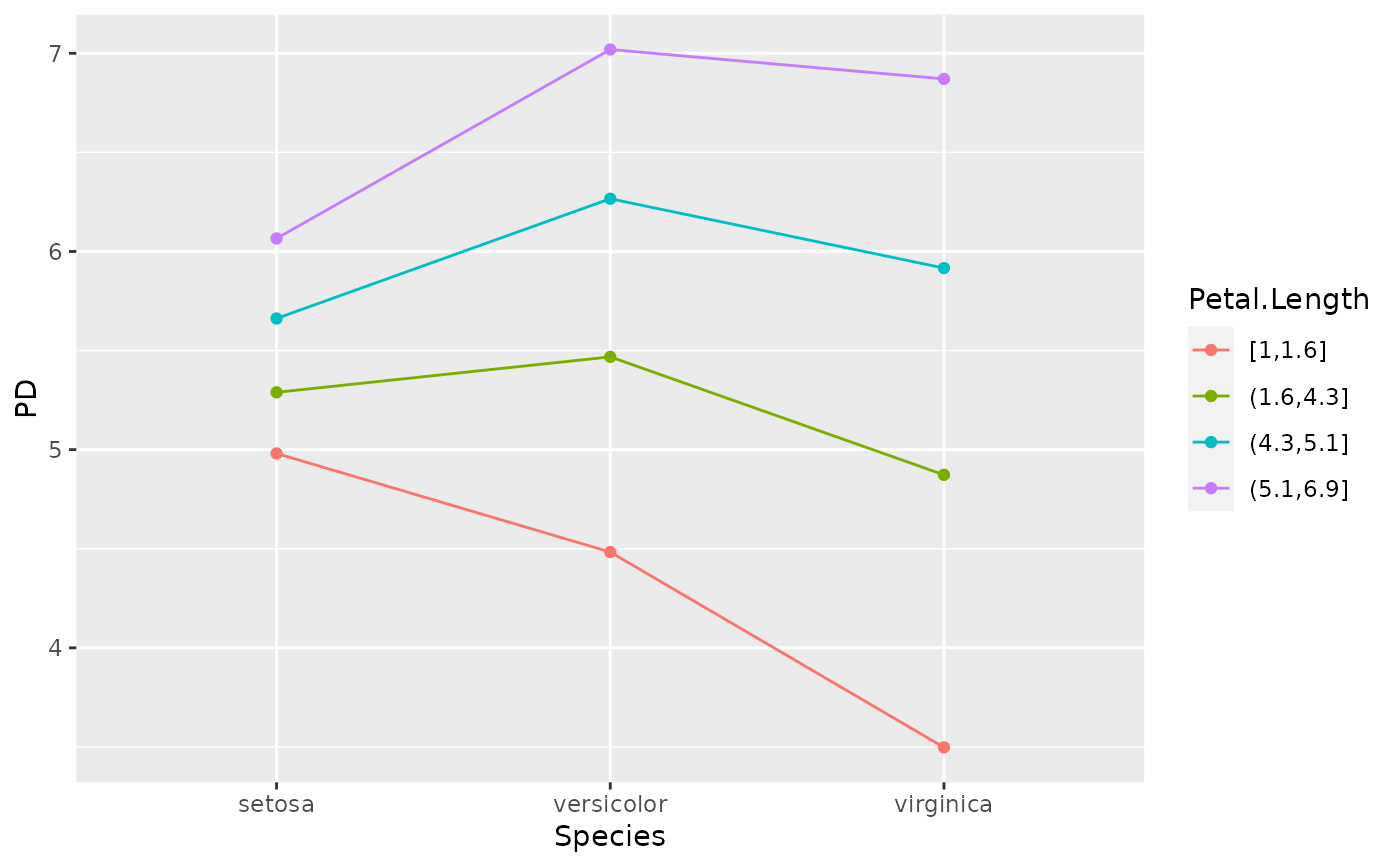 7
6
5
4
PD
setosa
versicolor
virginica
Species
Petal.Length
[1,1.6]
(1.6,4.3]
(4.3,5.1]
(5.1,6.9]